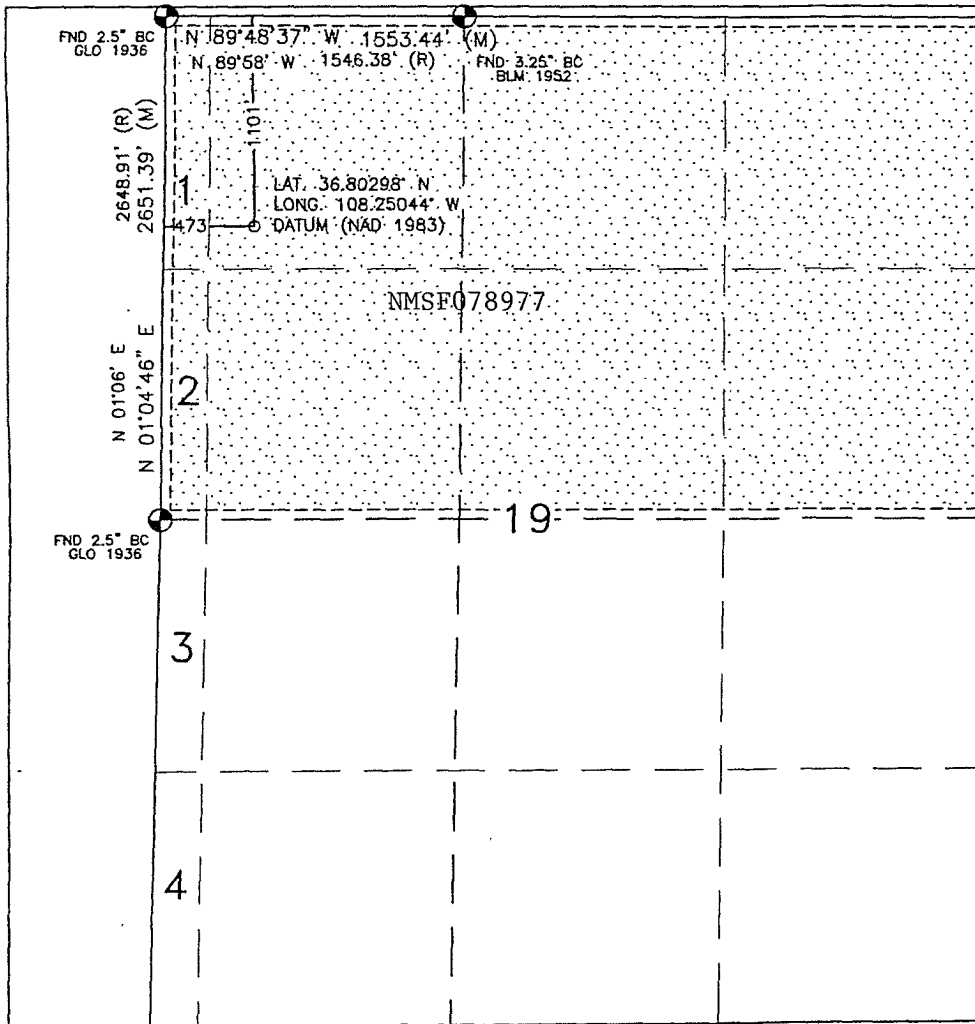 FND 2.5" BC
GLO 1936
N 89°48'37" W 1553.44' (M)
N 89°58' W 1546.38' (R)
FND 3.25" BC
BLM 1952
2648.91' (R)
2651.39' (M)
1101'
1
LAT. 36.80298° N
LONG. 108.25044° W
DATUM (NAD 1983)
473'
NMSF078977
N 01°06' E
N 01°04'46" E
2
19
FND 2.5" BC
GLO 1936
3
4